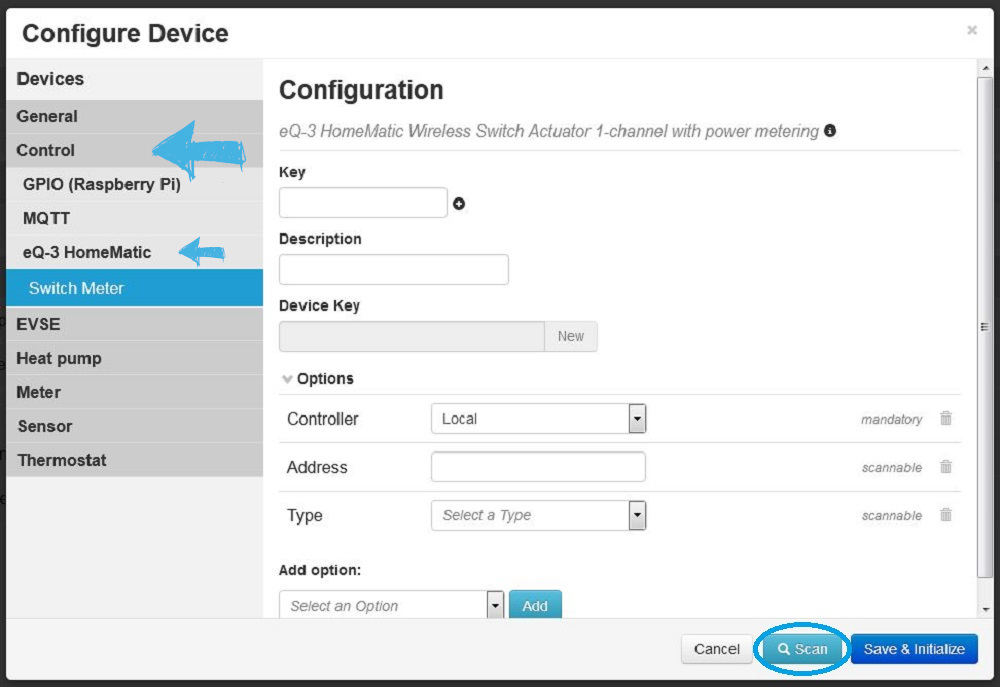 Configure Device
×
Devices
General
Control
GPIO (Raspberry Pi)
MQTT
eQ-3 HomeMatic
Switch Meter
EVSE
Heat pump
Meter
Sensor
Thermostat
Configuration
eQ-3 HomeMatic Wireless Switch Actuator 1-channel with power metering
Key
Description
Device Key
New
Options
Controller Local mandatory
Address scannable
Type Select a Type scannable
Add option:
Select an Option Add
Cancel Scan Save & Initialize